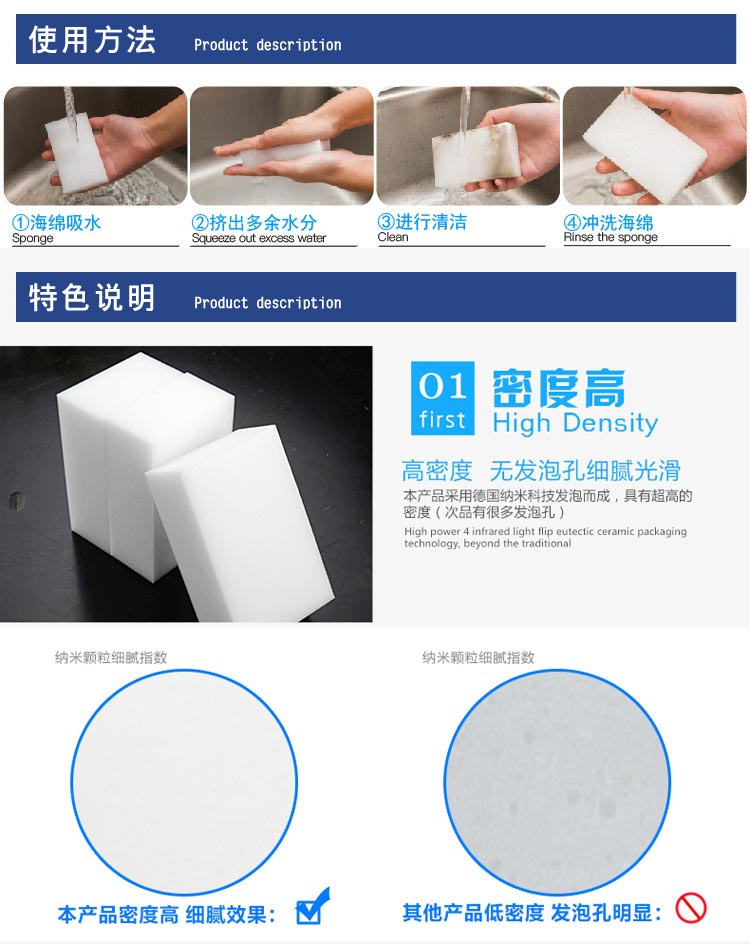 使用方法 Product description
①海绵吸水
Sponge
②挤出多余水分
Squeeze out excess water
③进行清洁
Clean
④冲洗海绵
Rinse the sponge
特色说明 Product description
01
first
密度高
High Density
高密度 无发泡孔细腻光滑
本产品采用德国纳米科技发泡而成，具有超高的
密度（次品有很多发泡孔）
High power 4 infrared light flip eutectic ceramic packaging
technology, beyond the traditional
纳米颗粒细腻指数
纳米颗粒细腻指数
本产品密度高 细腻效果：
其他产品低密度 发泡孔明显：